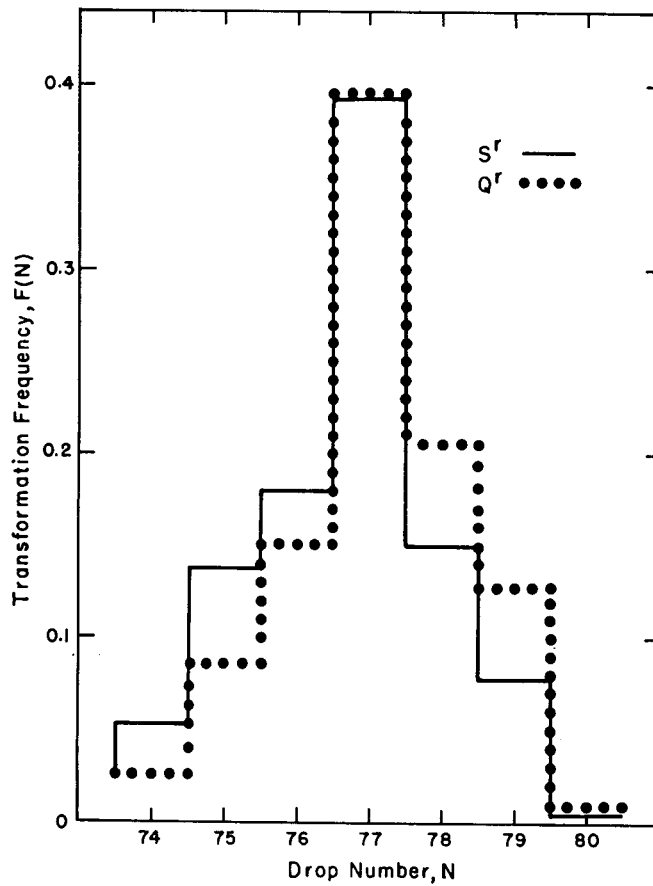 0.4
0.3
0.2
0.1
0
Transformation Frequency, F(N)
S^r
Q^r
74 75 76 77 78 79 80
Drop Number, N